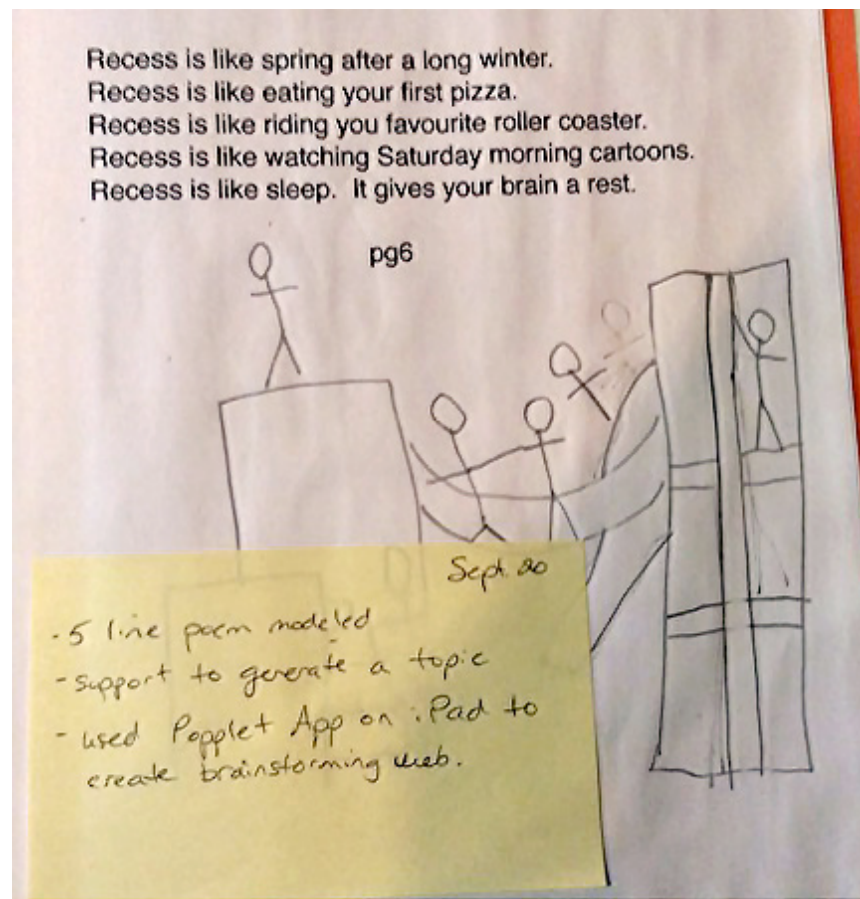 Recess is like spring after a long winter.
Recess is like eating your first pizza.
Recess is like riding you favourite roller coaster.
Recess is like watching Saturday morning cartoons.
Recess is like sleep.  It gives your brain a rest.
pg6
Sept. 20
- 5 line poem modeled
- support to generate a topic
- used Popplet App on iPad to
create brainstorming web.